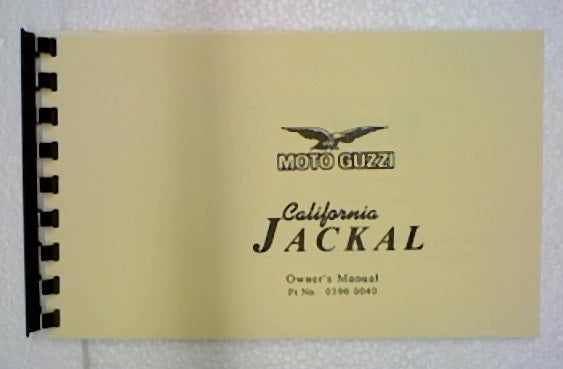 MOTO GUZZI
California
JACKAL
Owner's Manual
Pt No. 0390 0040